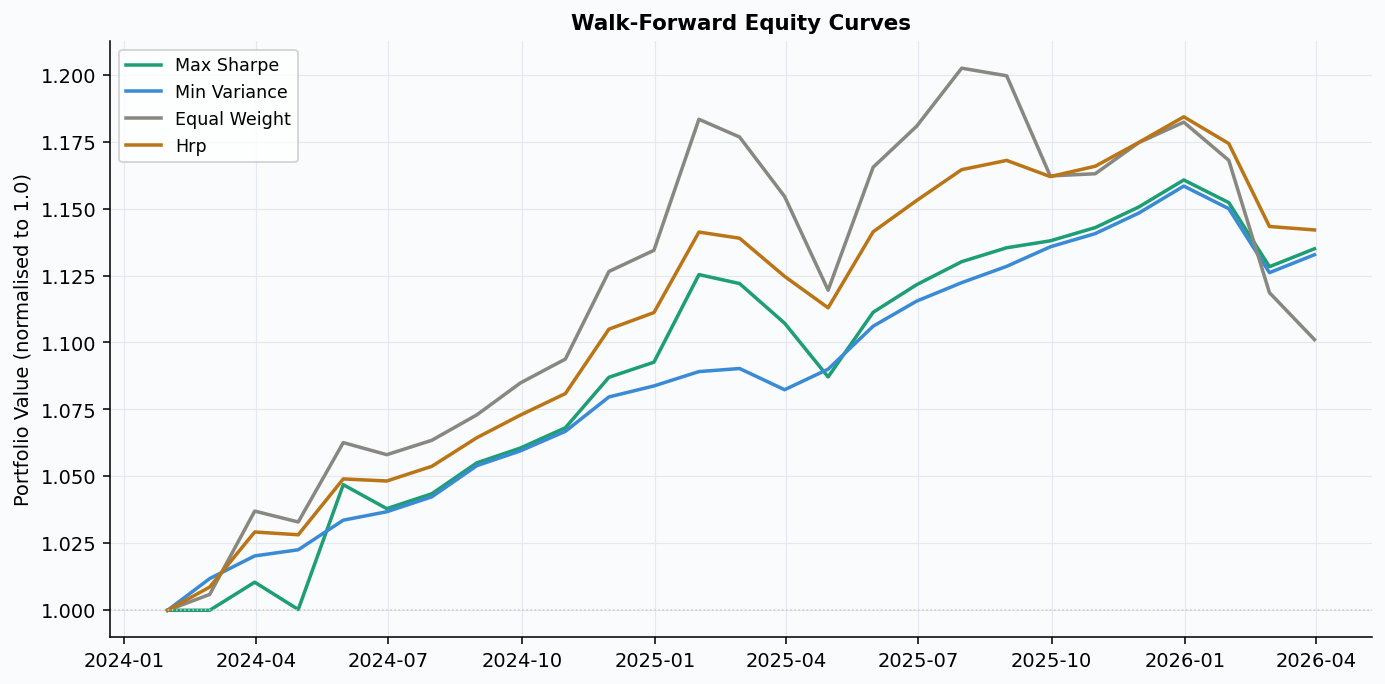 Walk-Forward Equity Curves
Max Sharpe
Min Variance
Equal Weight
Hrp
Portfolio Value (normalised to 1.0)
1.200
1.175
1.150
1.125
1.100
1.075
1.050
1.025
1.000
2024-01 2024-04 2024-07 2024-10 2025-01 2025-04 2025-07 2025-10 2026-01 2026-04